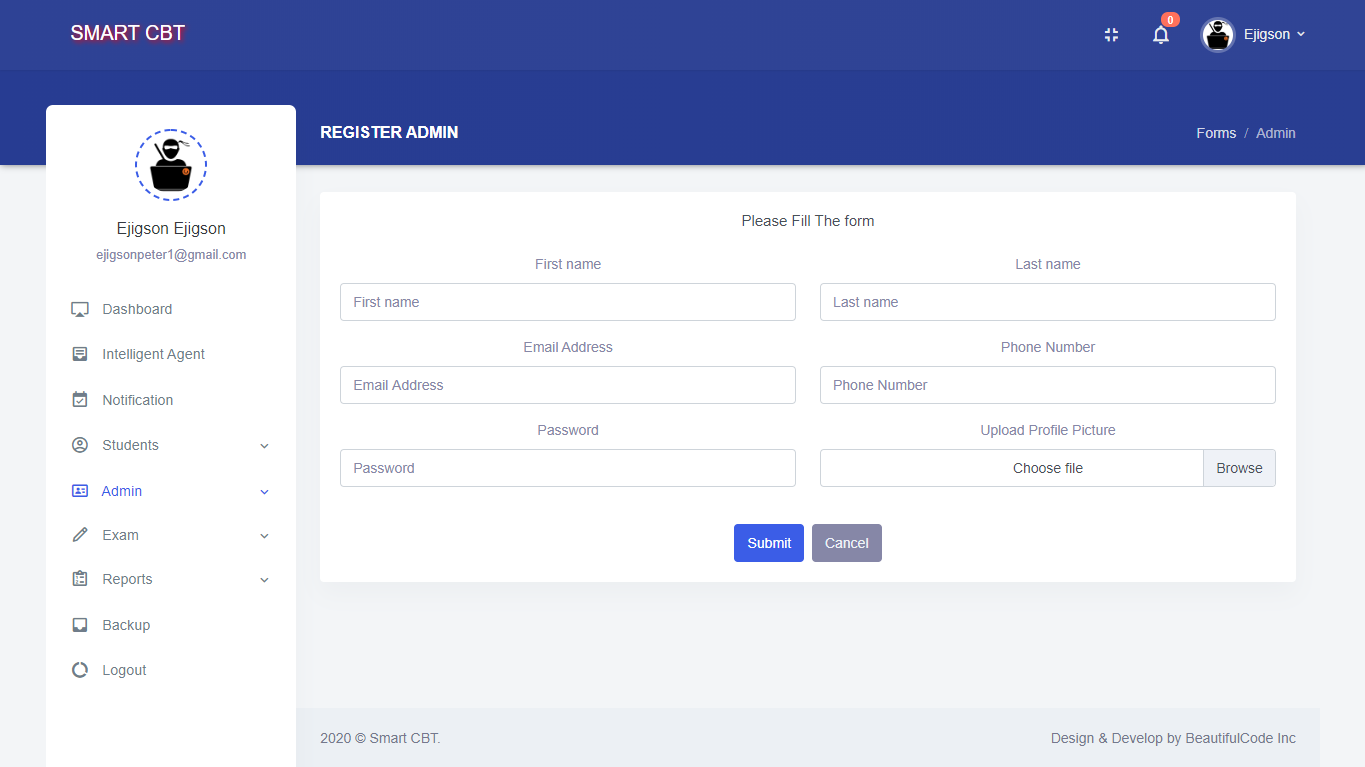 SMART CBT
0
Ejigson
REGISTER ADMIN
Forms / Admin
Ejigson Ejigson
ejigsonpeter1@gmail.com
Dashboard
Intelligent Agent
Notification
Students
Admin
Exam
Reports
Backup
Logout
Please Fill The form
First name
Last name
First name
Last name
Email Address
Phone Number
Email Address
Phone Number
Password
Upload Profile Picture
Password
Choose file
Browse
Submit
Cancel
2020 © Smart CBT.
Design & Develop by BeautifulCode Inc